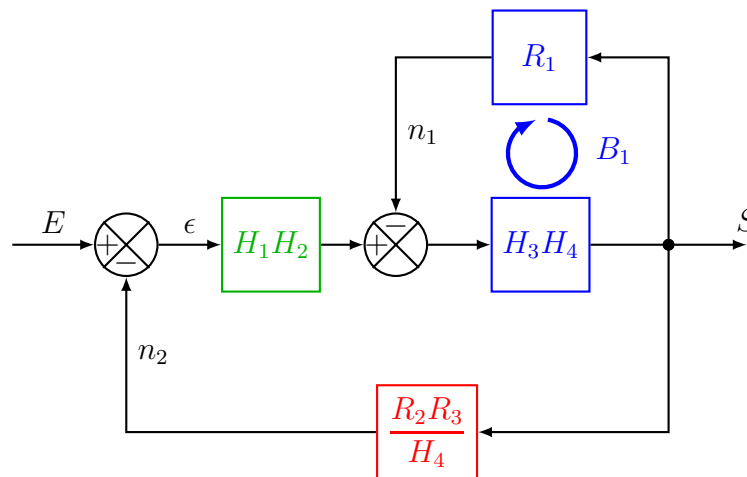 R₁
n₁
B₁
E
+
−
ϵ
H₁H₂
+
−
H₃H₄
S
n₂
R₂R₃
H₄